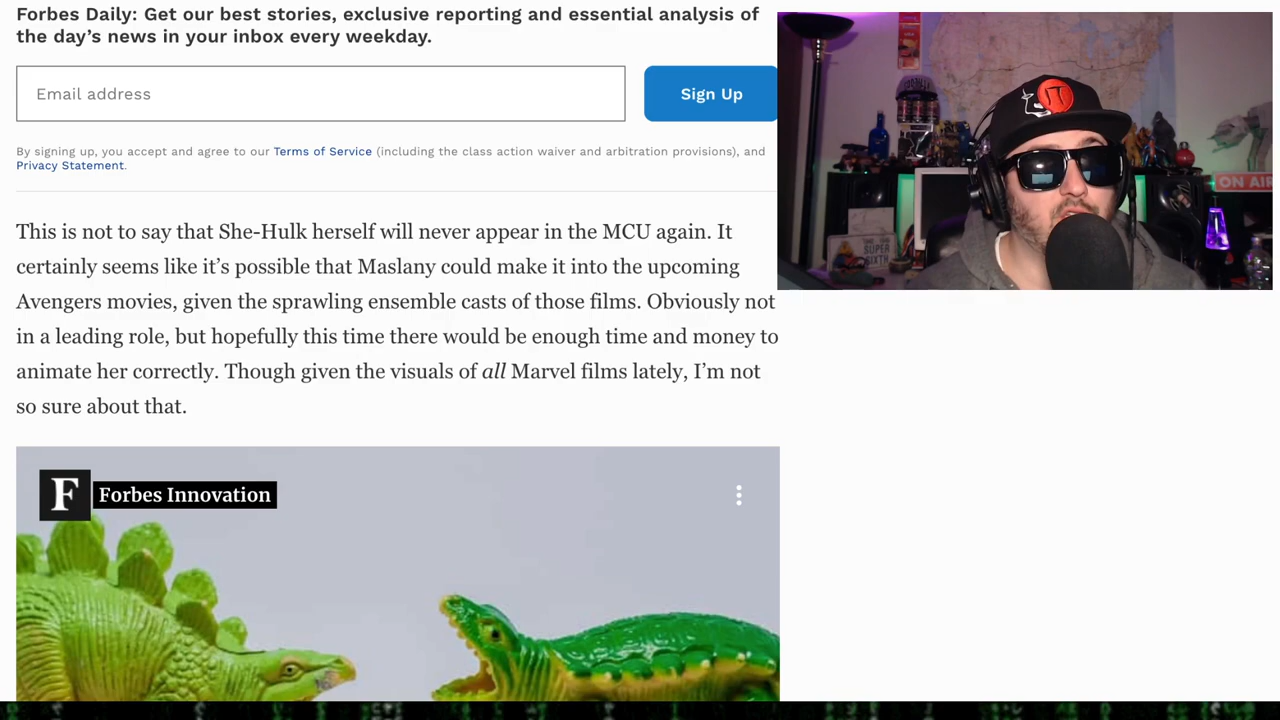 Forbes Daily: Get our best stories, exclusive reporting and essential analysis of
the day’s news in your inbox every weekday.
Email address
Sign Up
By signing up, you accept and agree to our Terms of Service (including the class action waiver and arbitration provisions), and
Privacy Statement.
This is not to say that She-Hulk herself will never appear in the MCU again. It
certainly seems like it’s possible that Maslany could make it into the upcoming
Avengers movies, given the sprawling ensemble casts of those films. Obviously not
in a leading role, but hopefully this time there would be enough time and money to
animate her correctly. Though given the visuals of all Marvel films lately, I’m not
so sure about that.
F Forbes Innovation
ON AIR
SUPER
SIXTH